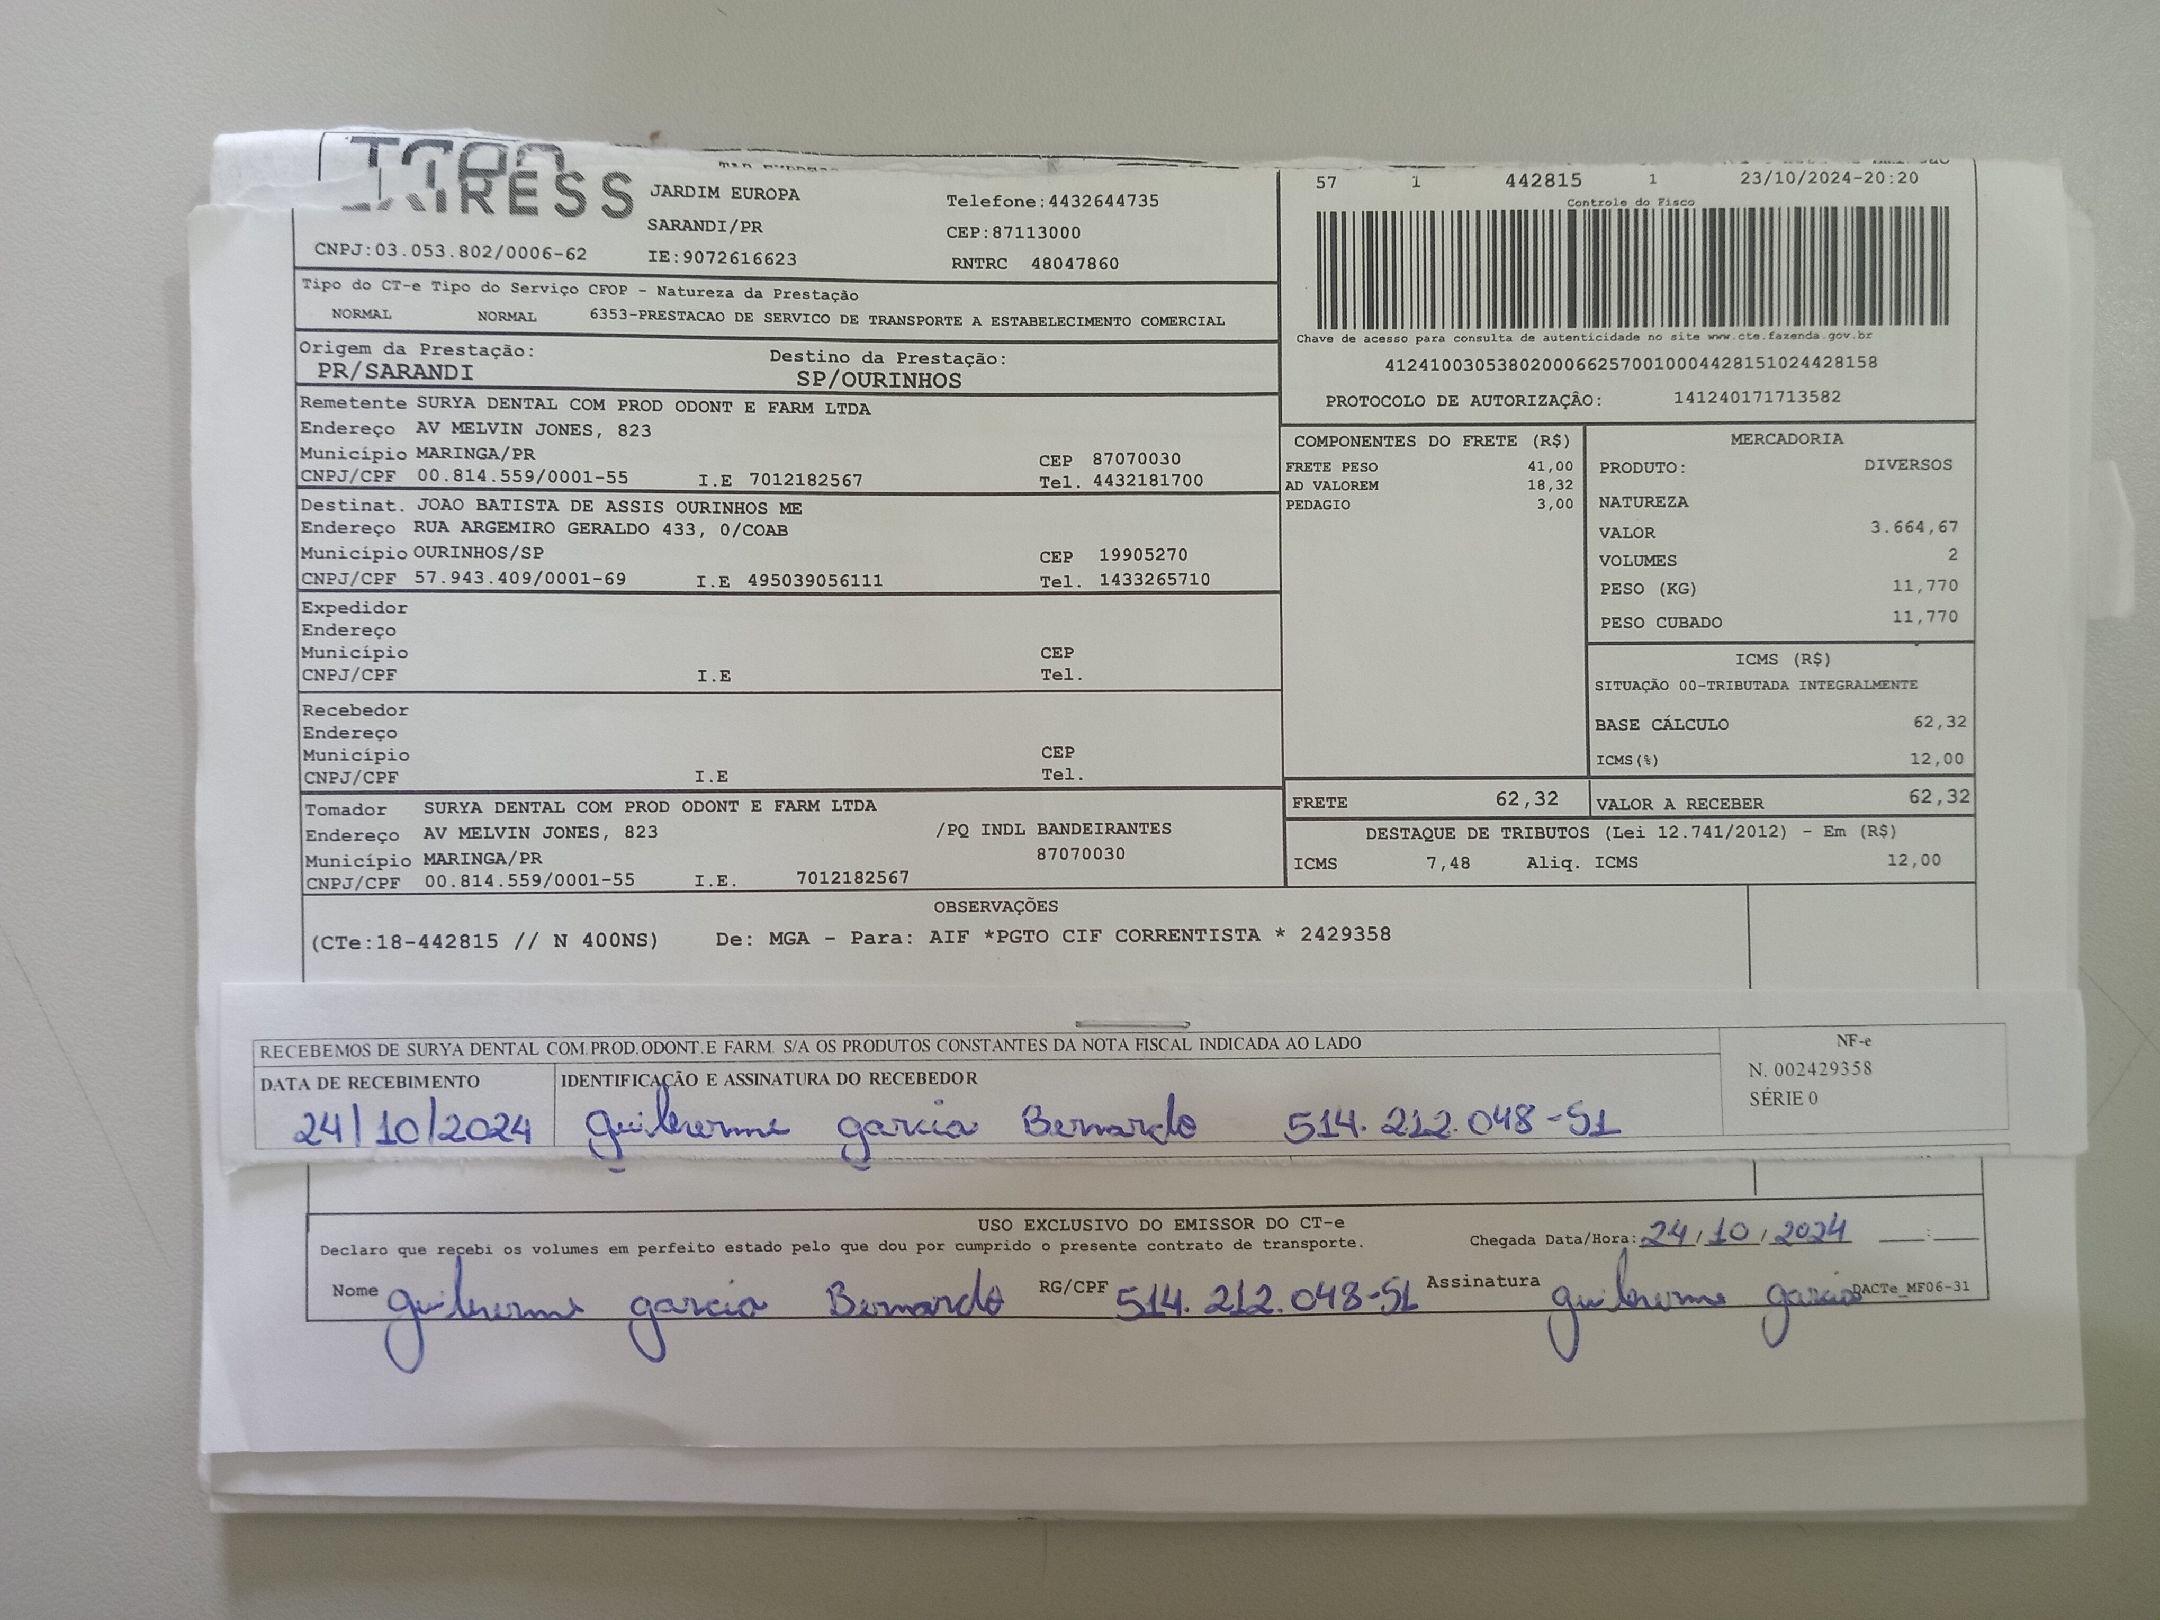 RESS
JARDIM EUROPA
Telefone:4432644735
SARANDI/PR
CEP:87113000
CNPJ:03.053.802/0006-62
IE:9072616623
RNTRC 48047860
57 1 442815 1 23/10/2024-20:20
Controle do Fisco
Chave de acesso para consulta de autenticidade no site www.cte.fazenda.gov.br
41241003053802000662570010004428151024428158
PROTOCOLO DE AUTORIZAÇÃO: 141240171713582
Tipo do CT-e Tipo do Serviço CFOP - Natureza da Prestação
NORMAL NORMAL 6353-PRESTACAO DE SERVICO DE TRANSPORTE A ESTABELECIMENTO COMERCIAL
Origem da Prestação: Destino da Prestação:
PR/SARANDI SP/OURINHOS
Remetente SURYA DENTAL COM PROD ODONT E FARM LTDA
Endereço AV MELVIN JONES, 823
Município MARINGA/PR CEP 87070030
CNPJ/CPF 00.814.559/0001-55 I.E 7012182567 Tel. 4432181700
Destinat. JOAO BATISTA DE ASSIS OURINHOS ME
Endereço RUA ARGEMIRO GERALDO 433, 0/COAB
Município OURINHOS/SP CEP 19905270
CNPJ/CPF 57.943.409/0001-69 I.E 495039056111 Tel. 1433265710
Expedidor
Endereço
Município CEP
CNPJ/CPF I.E Tel.
Recebedor
Endereço
Município CEP
CNPJ/CPF I.E Tel.
Tomador SURYA DENTAL COM PROD ODONT E FARM LTDA
Endereço AV MELVIN JONES, 823 /PQ INDL BANDEIRANTES
Município MARINGA/PR 87070030
CNPJ/CPF 00.814.559/0001-55 I.E. 7012182567
COMPONENTES DO FRETE (R$)
FRETE PESO 41,00
AD VALOREM 18,32
PEDAGIO 3,00
MERCADORIA
PRODUTO: DIVERSOS
NATUREZA
VALOR 3.664,67
VOLUMES 2
PESO (KG) 11,770
PESO CUBADO 11,770
ICMS (R$)
SITUAÇÃO 00-TRIBUTADA INTEGRALMENTE
BASE CÁLCULO 62,32
ICMS(%) 12,00
FRETE 62,32 VALOR A RECEBER 62,32
DESTAQUE DE TRIBUTOS (Lei 12.741/2012) - Em (R$)
ICMS 7,48 Aliq. ICMS 12,00
OBSERVAÇÕES
(CTe:18-442815 // N 400NS) De: MGA - Para: AIF *PGTO CIF CORRENTISTA * 2429358
RECEBEMOS DE SURYA DENTAL COM.PROD.ODONT.E FARM. S/A OS PRODUTOS CONSTANTES DA NOTA FISCAL INDICADA AO LADO
DATA DE RECEBIMENTO IDENTIFICAÇÃO E ASSINATURA DO RECEBEDOR
24/10/2024 Guilherme garcia Bernardo 514.212.048-51
NF-e
N. 002429358
SÉRIE 0
USO EXCLUSIVO DO EMISSOR DO CT-e
Declaro que recebi os volumes em perfeito estado pelo que dou por cumprido o presente contrato de transporte. Chegada Data/Hora: 24/10/2024 __:__
Nome Guilherme garcia Bernardo RG/CPF 514.212.048-51 Assinatura Guilherme garcia DACTe_MF06-31